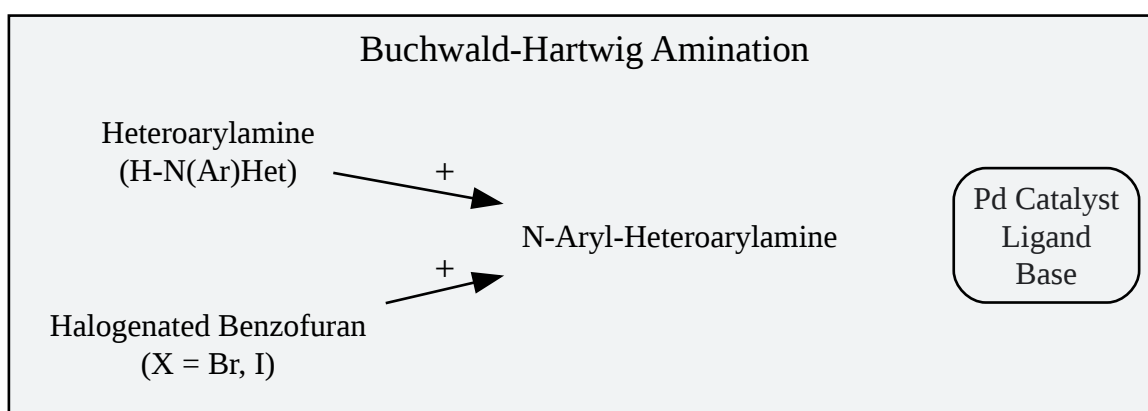 Buchwald-Hartwig Amination
Heteroarylamine
(H-N(Ar)Het)
+
N-Aryl-Heteroarylamine
+
Halogenated Benzofuran
(X = Br, I)
Pd Catalyst
Ligand
Base